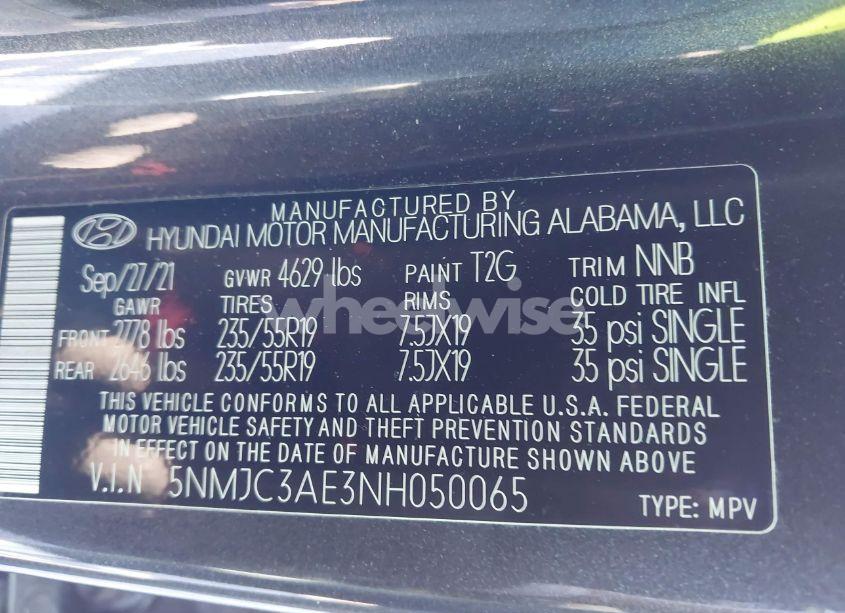 MANUFACTURED BY
HYUNDAI MOTOR MANUFACTURING ALABAMA, LLC
Sep/27/21 GVWR 4629 lbs PAINT T2G TRIM NNB
GAWR TIRES RIMS COLD TIRE INFL
FRONT 2778 lbs 235/55R19 7.5JX19 35 psi SINGLE
REAR 2646 lbs 235/55R19 7.5JX19 35 psi SINGLE
THIS VEHICLE CONFORMS TO ALL APPLICABLE U.S.A. FEDERAL
MOTOR VEHICLE SAFETY AND THEFT PREVENTION STANDARDS
IN EFFECT ON THE DATE OF MANUFACTURE SHOWN ABOVE.
V.I.N 5NMJC3AE3NH050065 TYPE: MPV
wheelwise